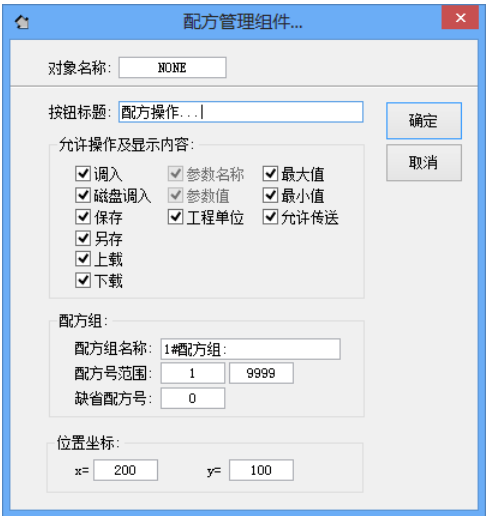 配方管理组件...
对象名称: NONE
按钮标题: 配方操作...
确定
取消
允许操作及显示内容:
调入 参数名称 最大值
磁盘调入 参数值 最小值
保存 工程单位 允许传送
另存
上载
下载
配方组:
配方组名称: 1#配方组:
配方号范围: 1 9999
缺省配方号: 0
位置坐标:
x= 200 y= 100